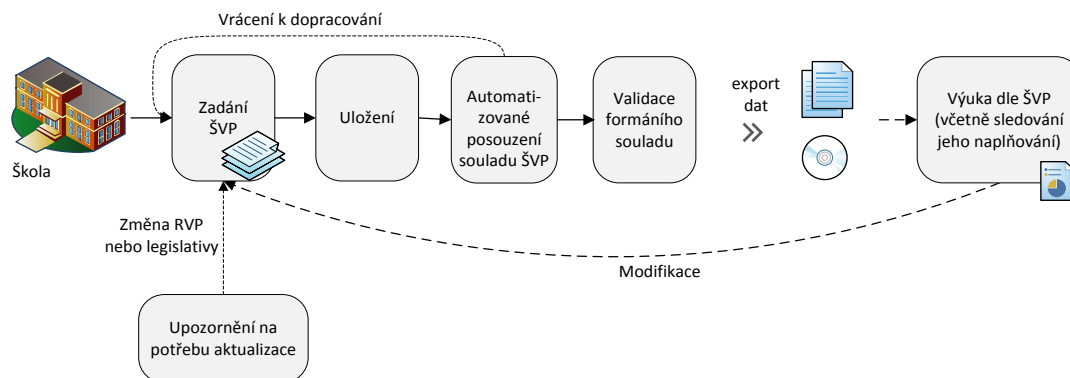 Vrácení k dopracování
Škola
Zadání
ŠVP
Uložení
Automati-
zované
posouzení
souladu ŠVP
Validace
formáního
souladu
export
dat
Výuka dle ŠVP
(včetně sledování
jeho naplňování)
Změna RVP
nebo legislativy
Modifikace
Upozornění na
potřebu aktualizace